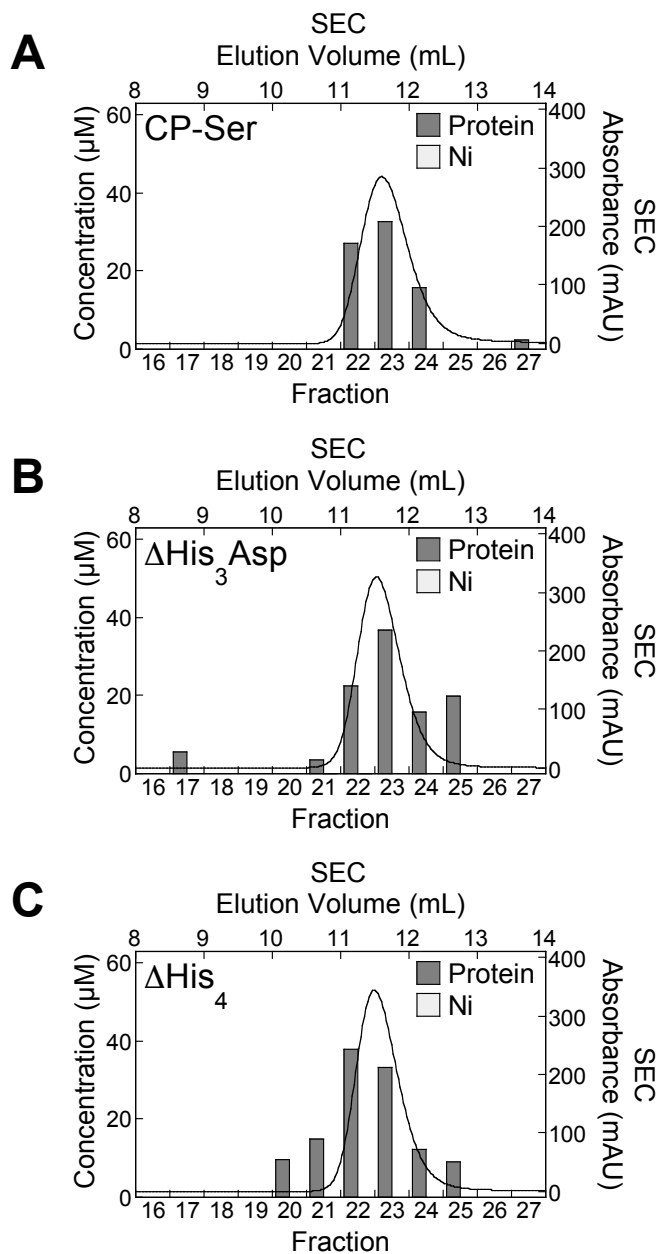 A
SEC
Elution Volume (mL)
8 9 10 11 12 13 14
60
40
20
0
Concentration (µM)
CP-Ser
Protein
Ni
400
300
200
100
0
SEC
Absorbance (mAU)
16 17 18 19 20 21 22 23 24 25 26 27
Fraction
B
SEC
Elution Volume (mL)
8 9 10 11 12 13 14
60
40
20
0
Concentration (µM)
ΔHis₃Asp
Protein
Ni
400
300
200
100
0
SEC
Absorbance (mAU)
16 17 18 19 20 21 22 23 24 25 26 27
Fraction
C
SEC
Elution Volume (mL)
8 9 10 11 12 13 14
60
40
20
0
Concentration (µM)
ΔHis₄
Protein
Ni
400
300
200
100
0
SEC
Absorbance (mAU)
16 17 18 19 20 21 22 23 24 25 26 27
Fraction